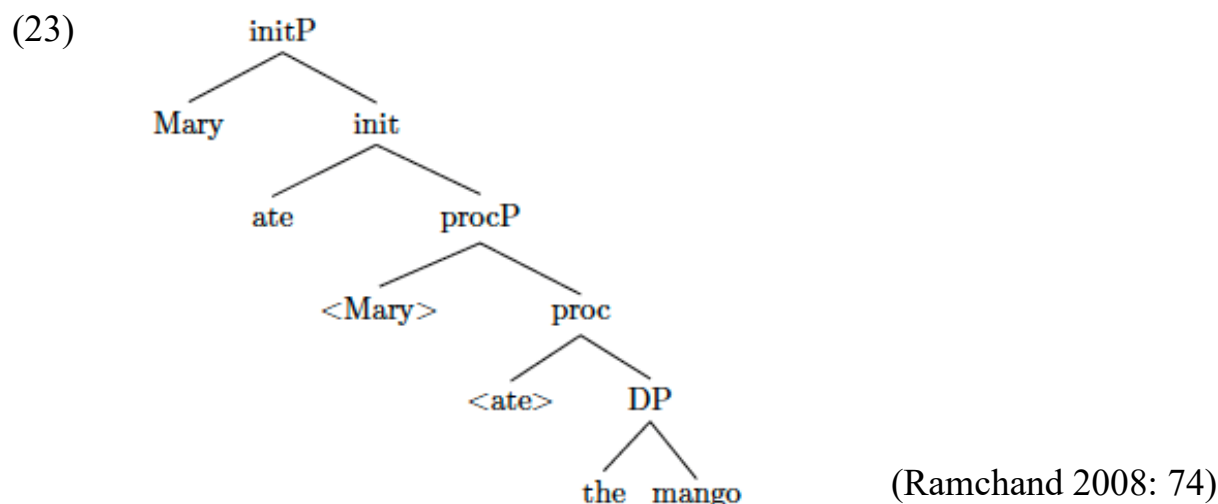 (23) initP
Mary init
ate procP
<Mary> proc
<ate> DP
the mango (Ramchand 2008: 74)